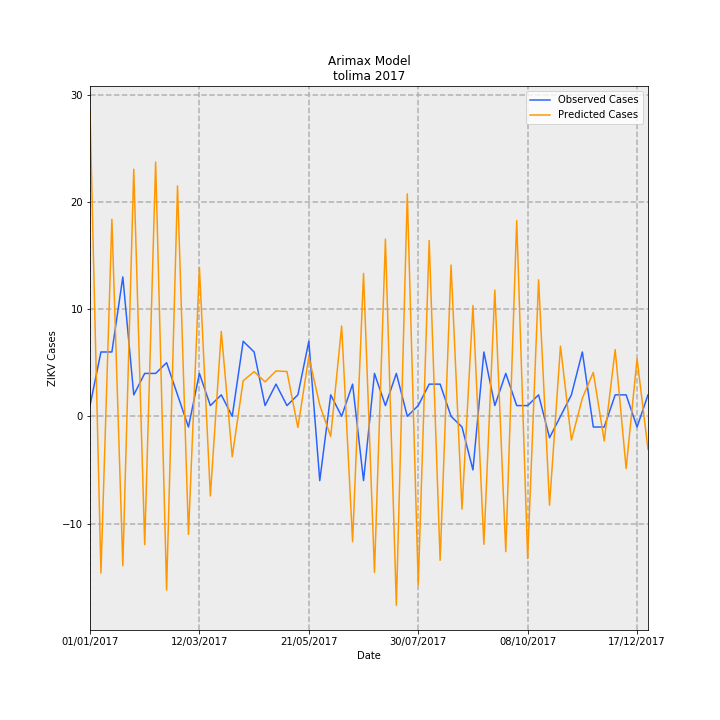 Arimax Model
tolima 2017
Observed Cases
Predicted Cases
30
20
10
0
−10
ZIKV Cases
01/01/2017
12/03/2017
21/05/2017
30/07/2017
08/10/2017
17/12/2017
Date